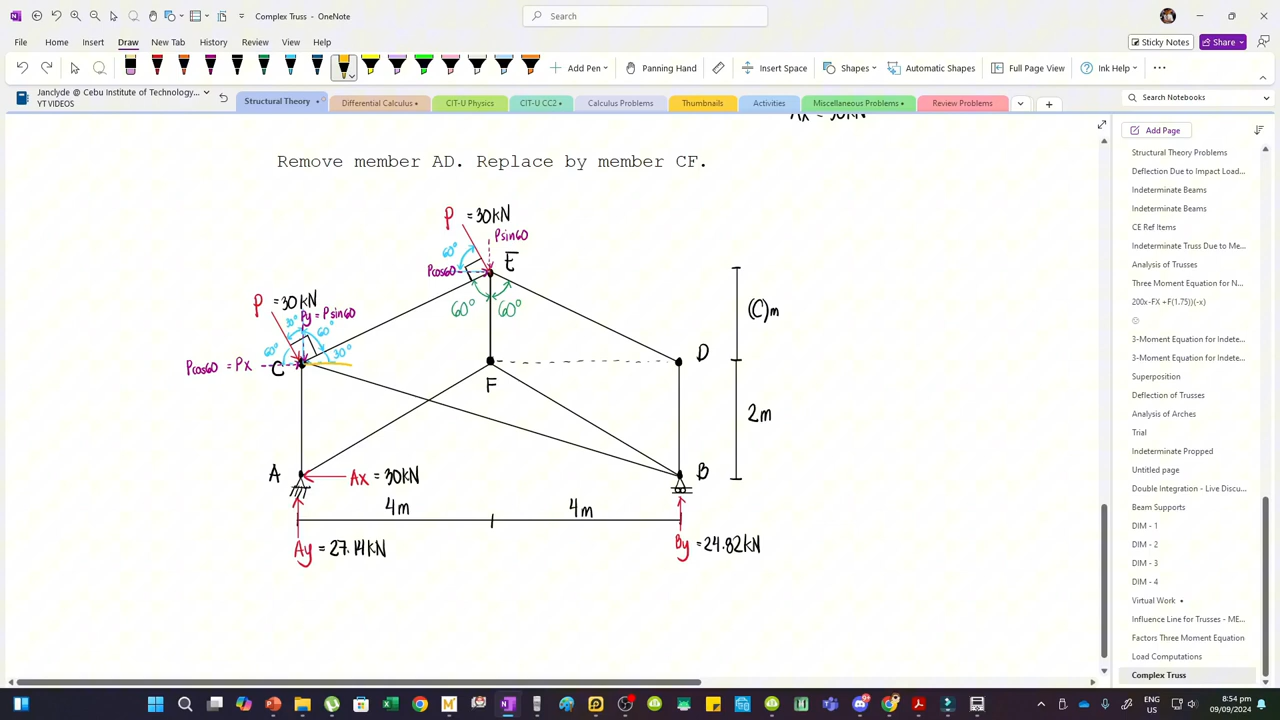 Complex Truss - OneNote
Search
File Home Insert Draw New Tab History Review View Help
Sticky Notes Share
Add Pen Panning Hand Insert Space Shapes Automatic Shapes Full Page View Ink Help
Janclyde @ Cebu Institute of Technology...
YT VIDEOS
Structural Theory Differential Calculus CIT-U Physics CIT-U CC2 Calculus Problems Thumbnails Activities Miscellaneous Problems Review Problems
Search Notebooks
Add Page
Remove member AD. Replace by member CF.
P = 30KN
Psin60
60°
Pcos60
E
60° 60°
P = 30KN
Py = Psin60
30° 60°
60° 30°
Pcos60 = Px
C
F
D
(C)m
2m
A
Ax = 30KN
B
4m 4m
Ay = 27.14KN
By = 24.82KN
Structural Theory Problems
Deflection Due to Impact Load...
Indeterminate Beams
Indeterminate Beams
CE Ref Items
Indeterminate Truss Due to Me...
Analysis of Trusses
Three Moment Equation for N...
200x-FX +F(1.75))(-x)
3-Moment Equation for Indete...
3-Moment Equation for Indete...
Superposition
Deflection of Trusses
Analysis of Arches
Trial
Indeterminate Propped
Untitled page
Double Integration - Live Discu...
Beam Supports
DIM - 1
DIM - 2
DIM - 3
DIM - 4
Virtual Work
Influence Line for Trusses - ME...
Factors Three Moment Equation
Load Computations
Complex Truss
ENG
US
8:54 pm
09/09/2024